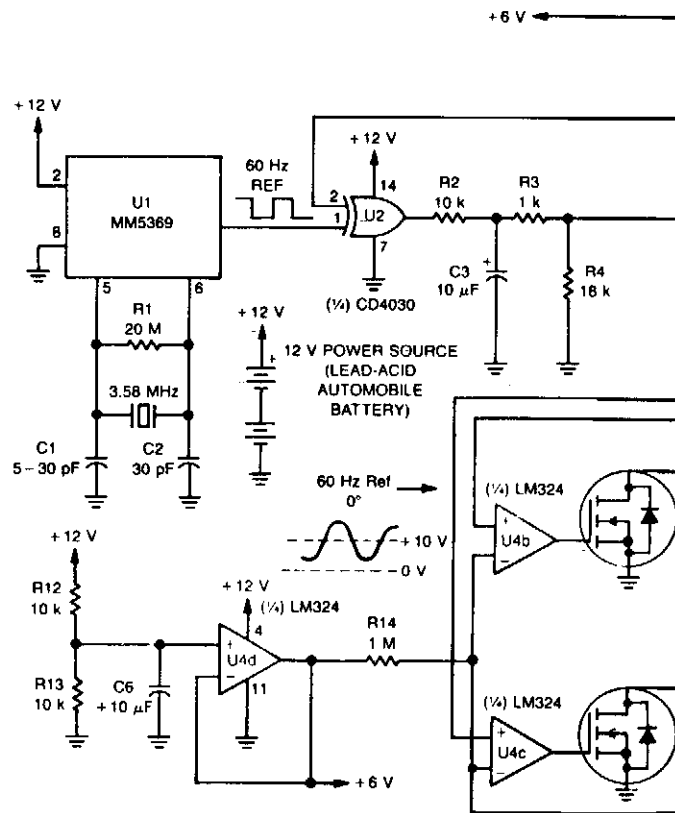 +6 V
+12 V
2
U1
MM5369
8
5
6
60 Hz
REF
+12 V
14
2
1
U2
7
(¼) CD4030
R2
10 k
R3
1 k
C3
+
10 µF
R4
18 k
R1
20 M
3.58 MHz
C1
5–30 pF
C2
30 pF
+12 V
+
12 V POWER SOURCE
(LEAD-ACID
AUTOMOBILE
BATTERY)
60 Hz Ref
0°
+10 V
0 V
(¼) LM324
+
U4b
−
+12 V
R12
10 k
R13
10 k
C6
+10 µF
+12 V
(¼) LM324
4
+
U4d
−
11
R14
1 M
+6 V
(¼) LM324
+
U4c
−